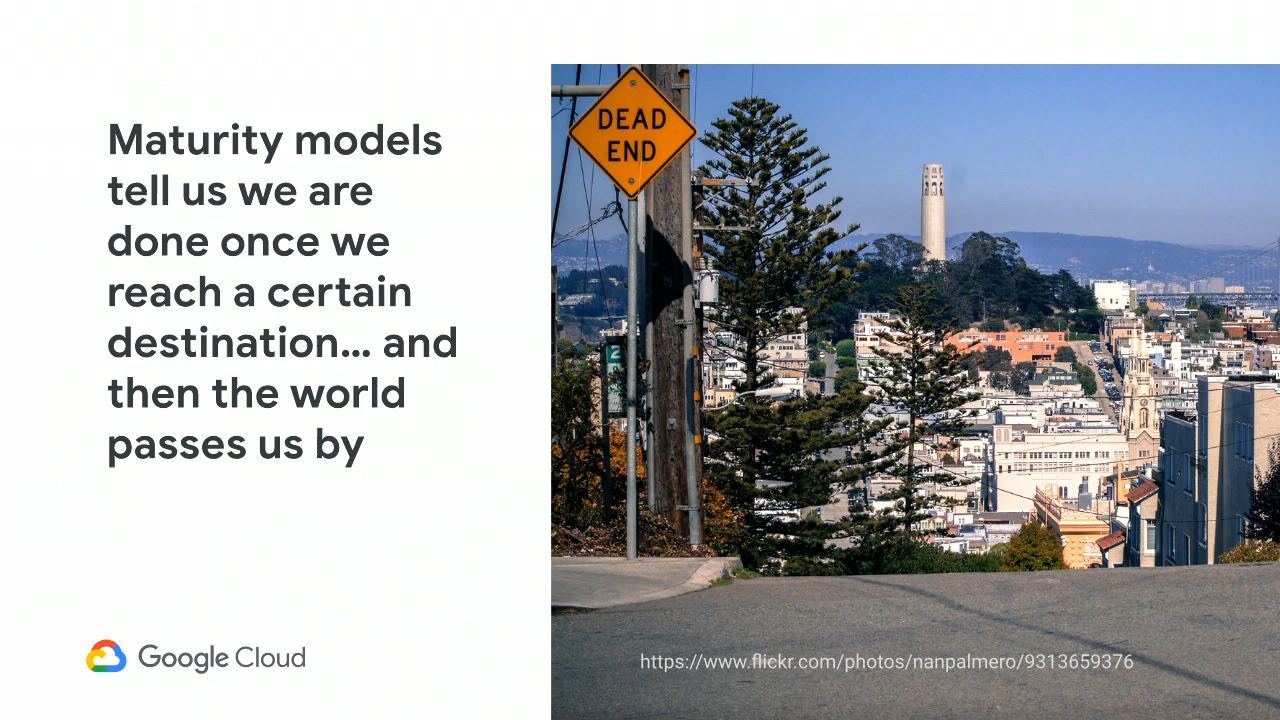 Maturity models
tell us we are
done once we
reach a certain
destination... and
then the world
passes us by
Google Cloud
DEAD
END
2
https://www.flickr.com/photos/nanpalmero/9313659376